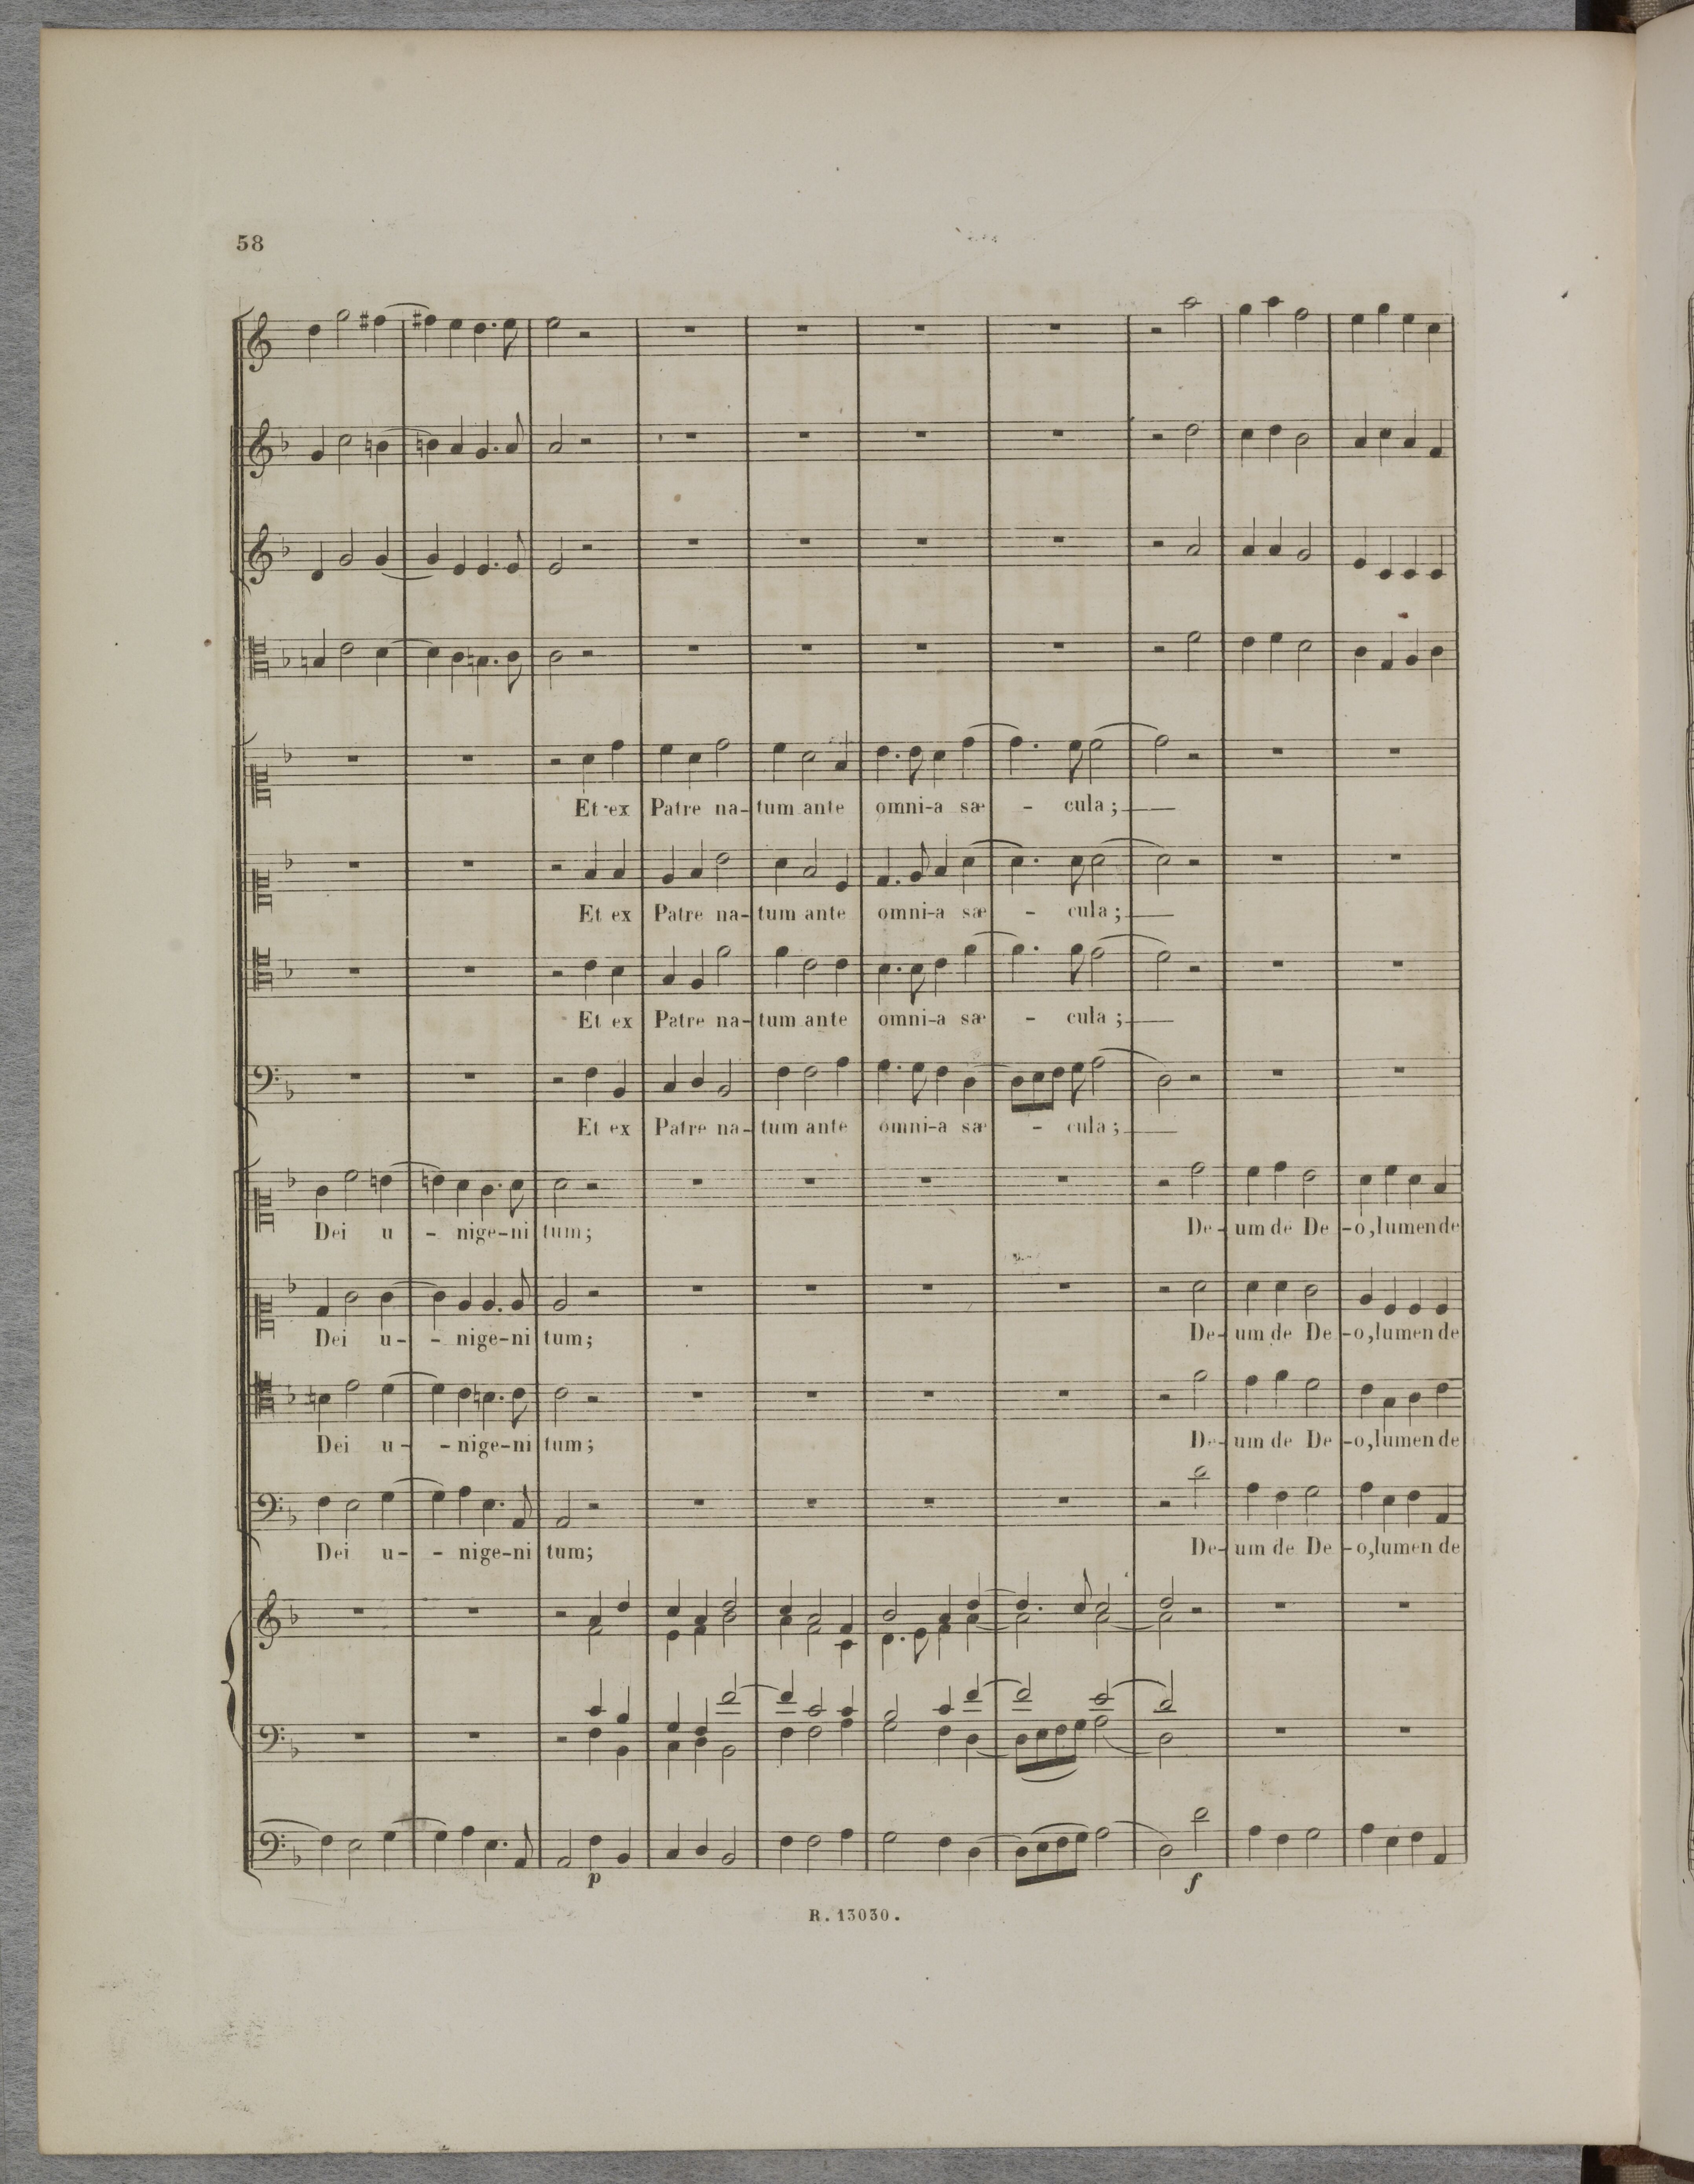 58
Et ex Patre na-tum ante omni-a sæ - cula;
Et ex Patre na-tum ante omni-a sæ - cula;
Et ex Patre na-tum ante omni-a sæ - cula;
Et ex Patre na-tum ante omni-a sæ - cula;
Dei u - nige-ni tum; De-um de De-o, lumen de
Dei u- - nige-ni tum; De-um de De-o, lumen de
Dei u- - nige-ni tum; De-um de De-o, lumen de
Dei u- - nige-ni tum; De-um de De-o, lumen de
p f
R. 13030.